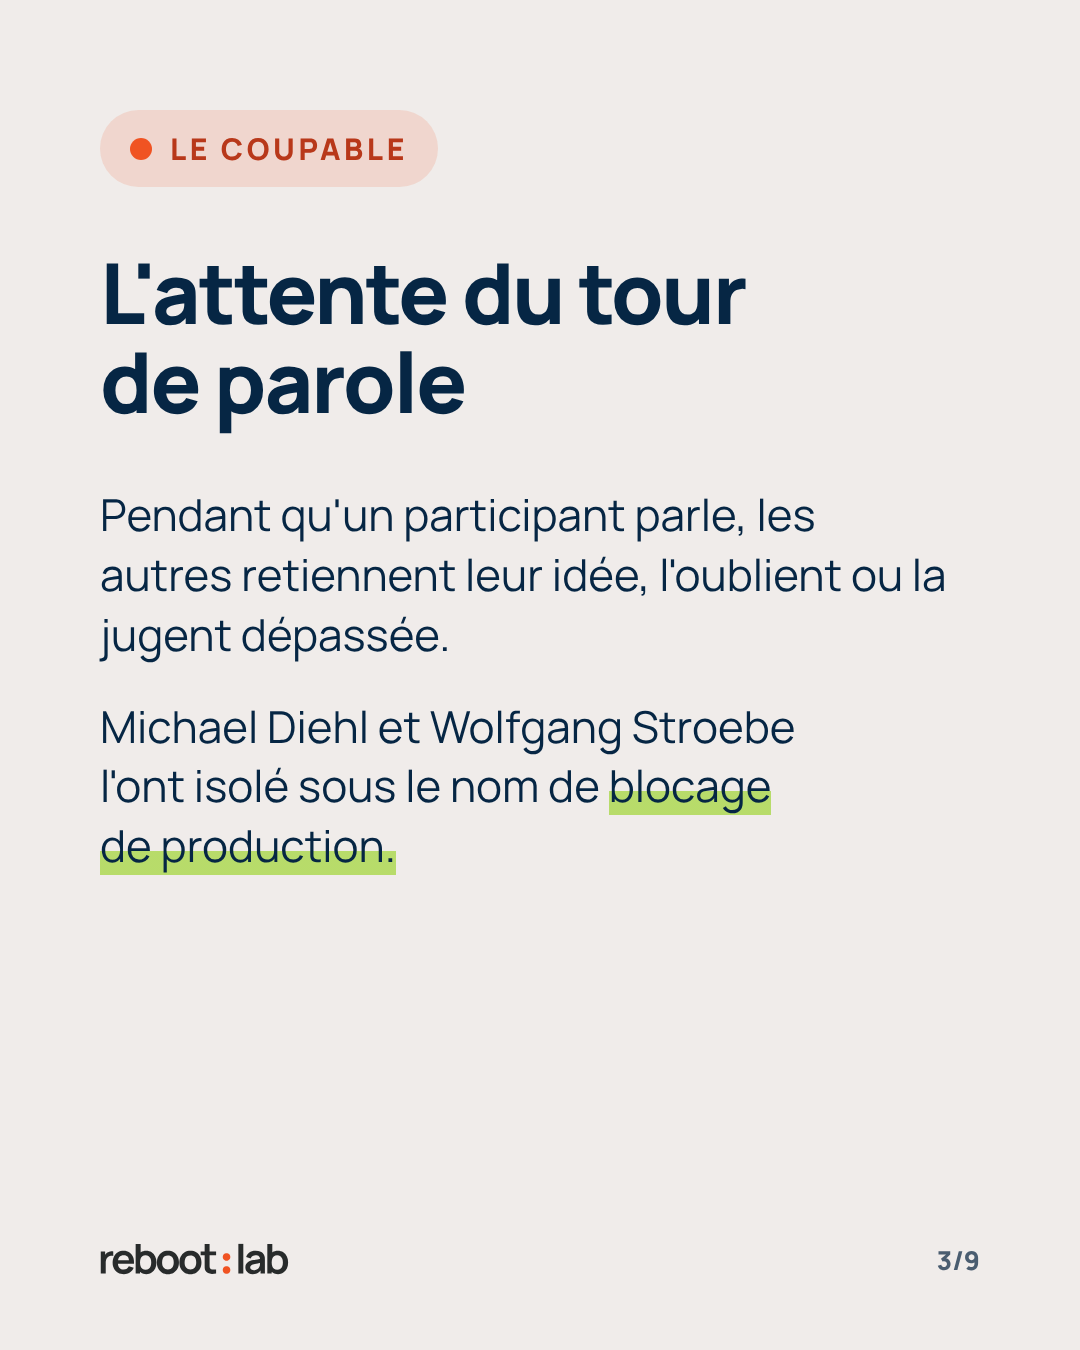 LE COUPABLE
L'attente du tour
de parole
Pendant qu'un participant parle, les
autres retiennent leur idée, l'oublient ou la
jugent dépassée.
Michael Diehl et Wolfgang Stroebe
l'ont isolé sous le nom de blocage
de production.
reboot:lab
3/9